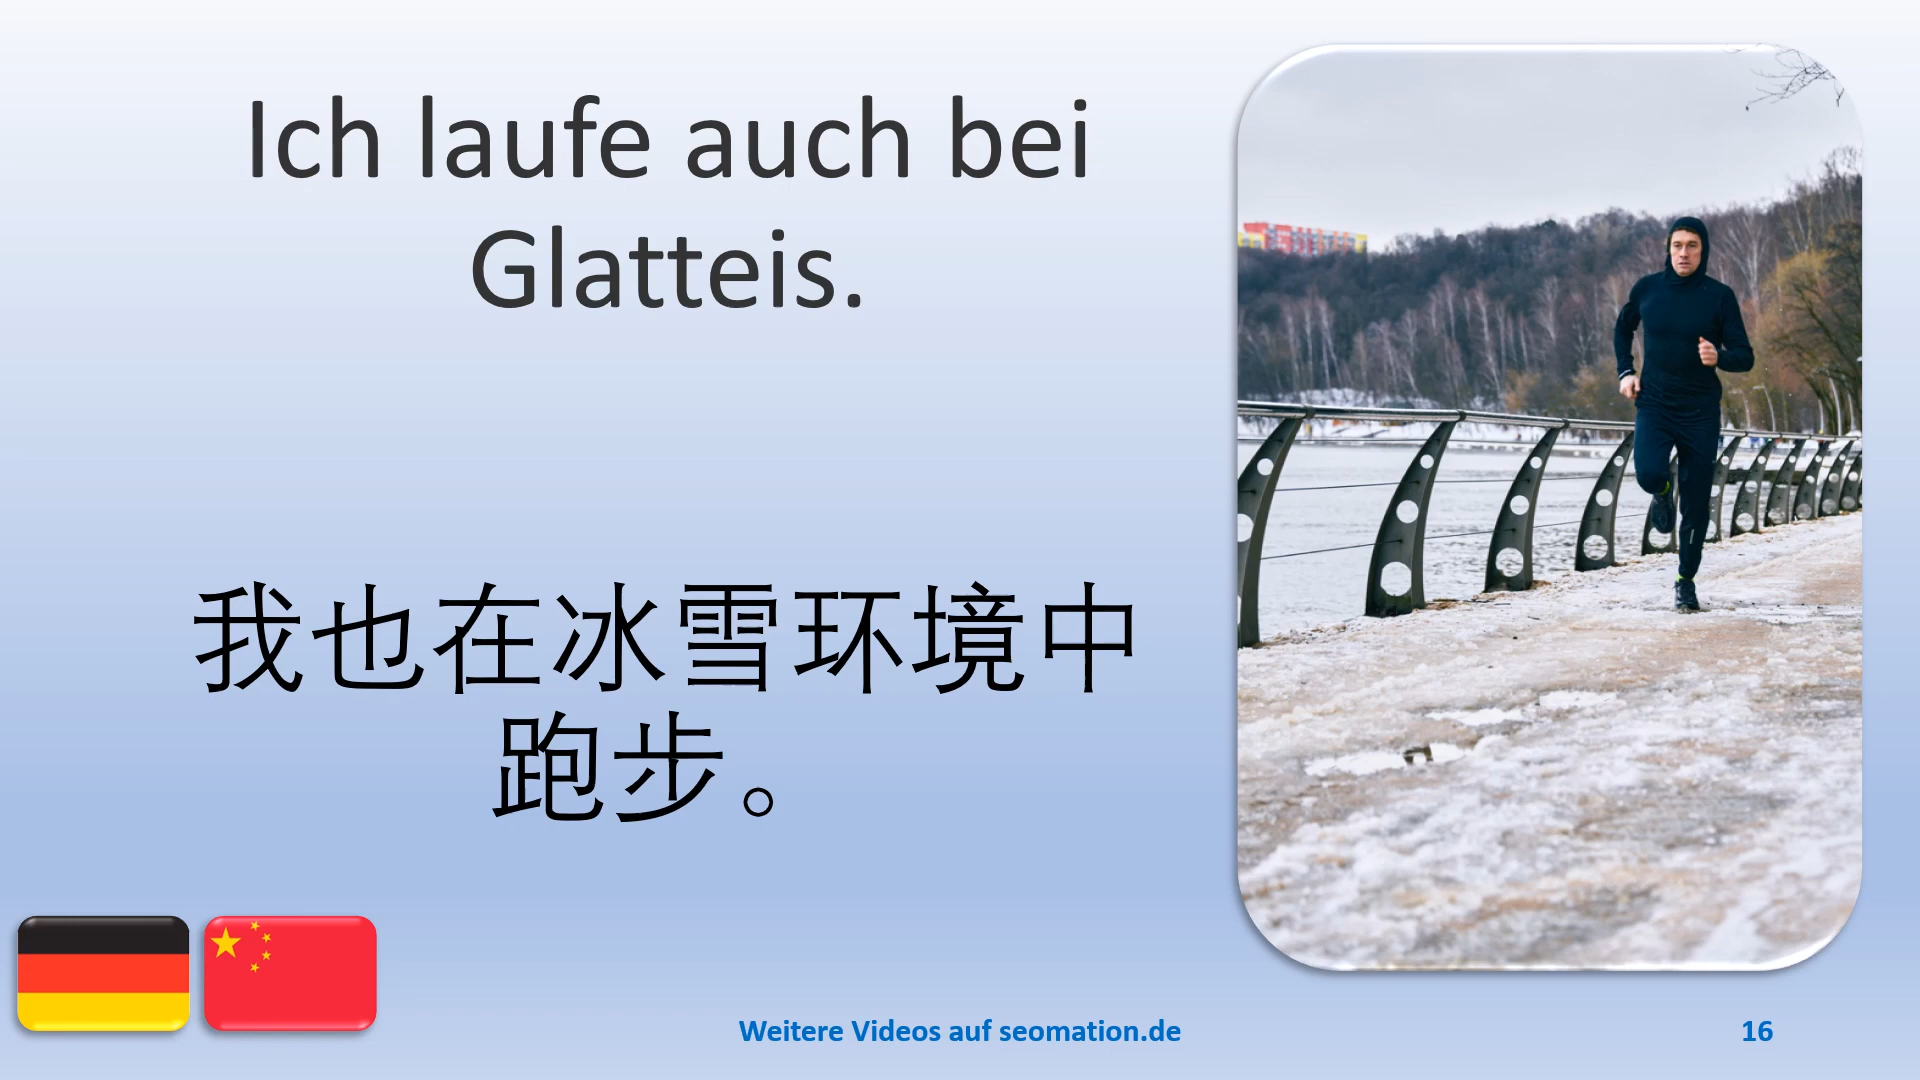 Ich laufe auch bei
Glatteis.
我也在冰雪环境中
跑步。
Weitere Videos auf seomation.de
16